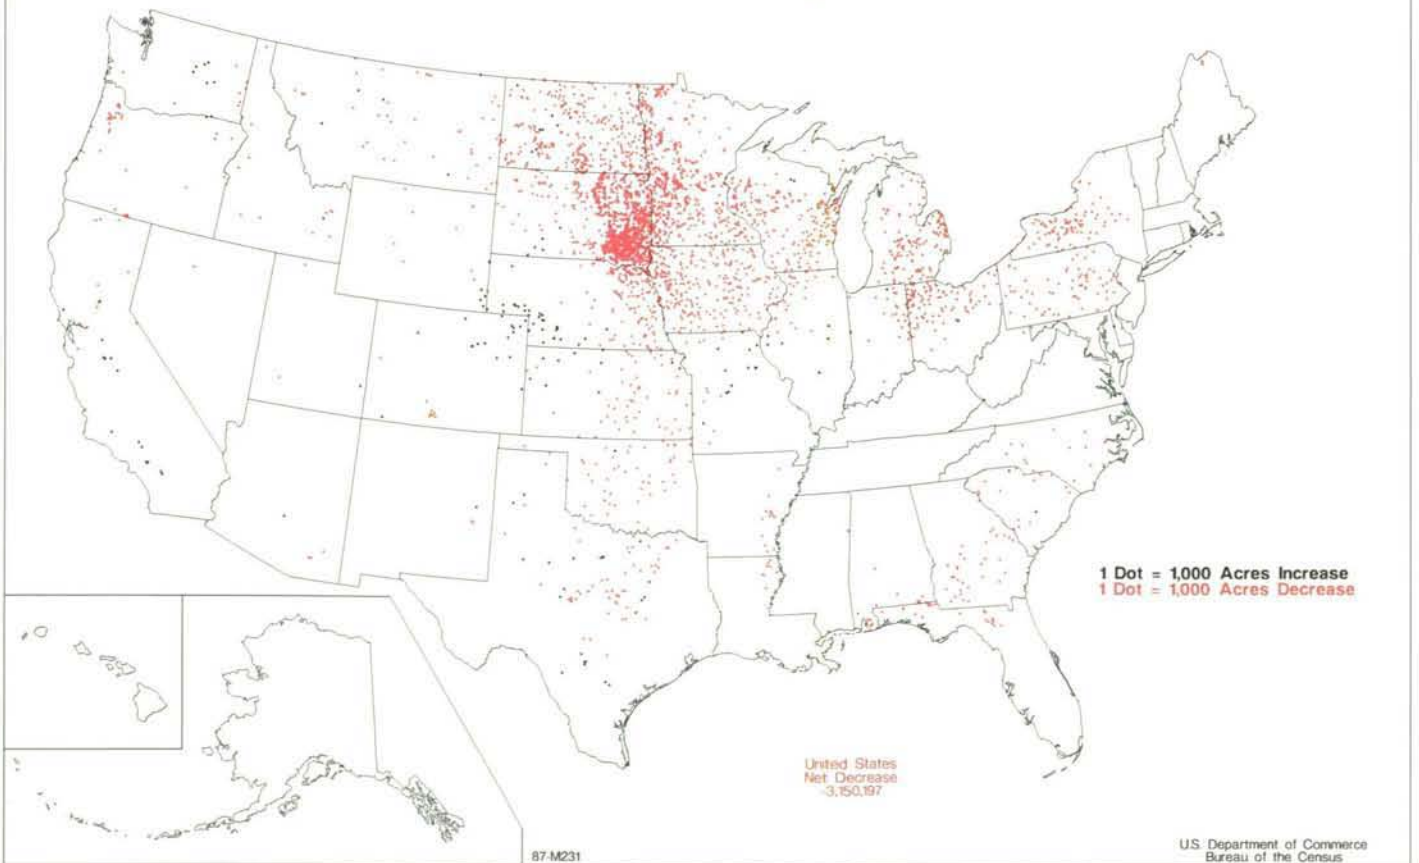 1 Dot = 1,000 Acres Increase
1 Dot = 1,000 Acres Decrease
United States
Net Decrease
-3,150,197
87-M231
U.S. Department of Commerce
Bureau of the Census